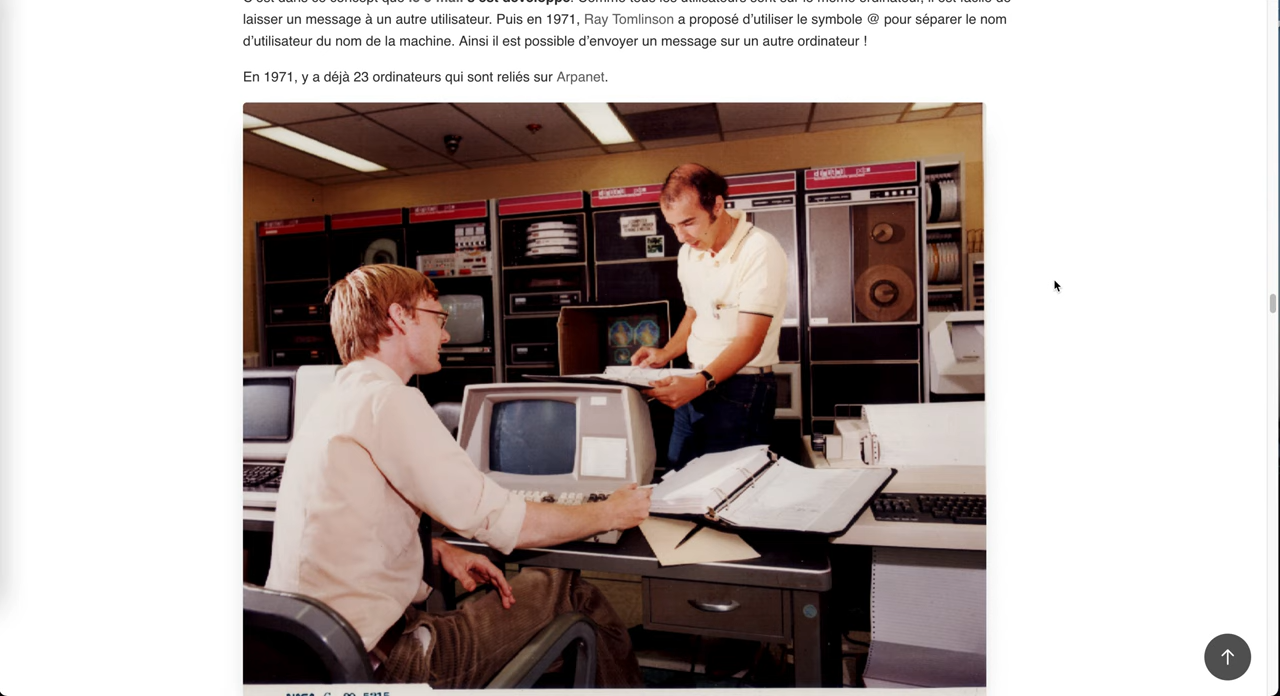 laisser un message à un autre utilisateur. Puis en 1971, Ray Tomlinson a proposé d’utiliser le symbole @ pour séparer le nom
d’utilisateur du nom de la machine. Ainsi il est possible d’envoyer un message sur un autre ordinateur !
En 1971, y a déjà 23 ordinateurs qui sont reliés sur Arpanet.
digital
digital